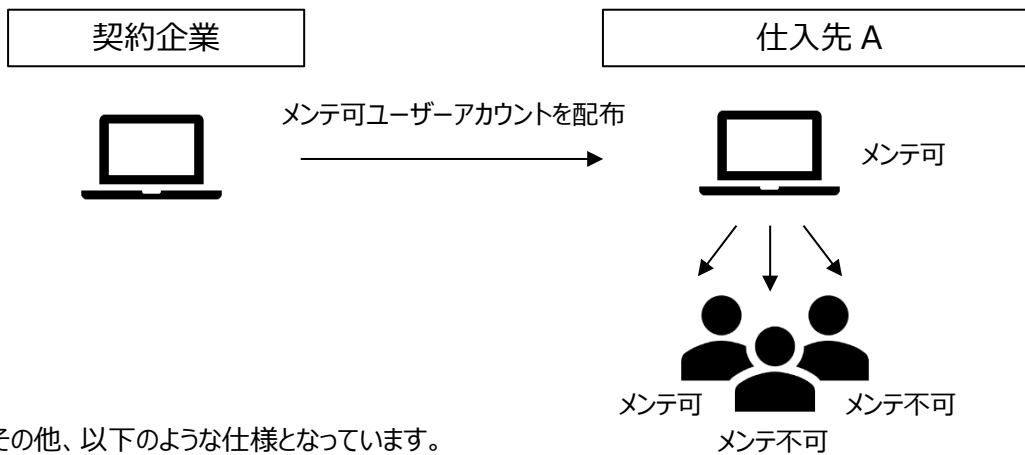 契約企業
仕入先 A
メンテ可ユーザーアカウントを配布
メンテ可
メンテ可
メンテ不可
メンテ不可
その他、以下のような仕様となっています。